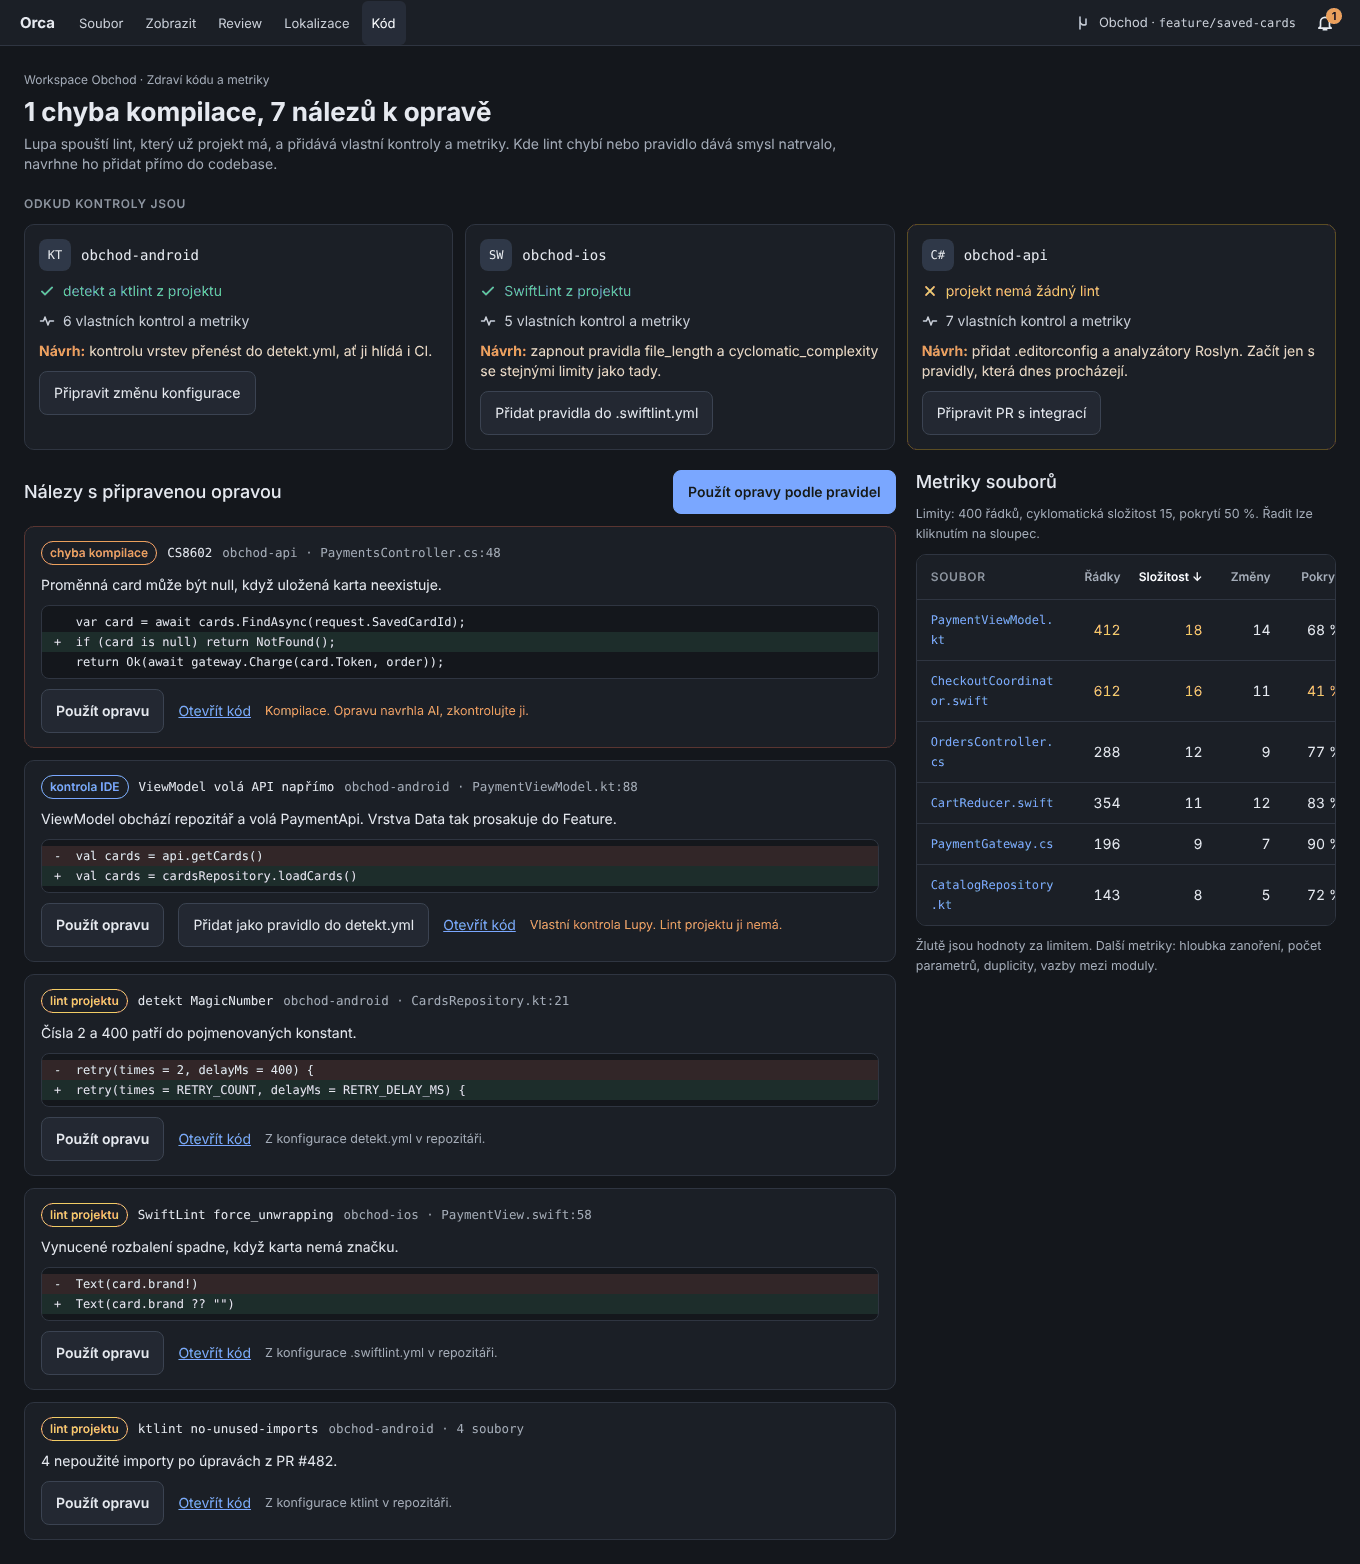 Orca Soubor Zobrazit Review Lokalizace Kód Obchod · feature/saved-cards 1
Workspace Obchod · Zdraví kódu a metriky
1 chyba kompilace, 7 nálezů k opravě
Lupa spouští lint, který už projekt má, a přidává vlastní kontroly a metriky. Kde lint chybí nebo pravidlo dává smysl natrvalo,
navrhne ho přidat přímo do codebase.
ODKUD KONTROLY JSOU
KT obchod-android
detekt a ktlint z projektu
6 vlastních kontrol a metriky
Návrh: kontrolu vrstev přenést do detekt.yml, ať ji hlídá i CI.
Připravit změnu konfigurace
SW obchod-ios
SwiftLint z projektu
5 vlastních kontrol a metriky
Návrh: zapnout pravidla file_length a cyclomatic_complexity
se stejnými limity jako tady.
Přidat pravidla do .swiftlint.yml
C# obchod-api
projekt nemá žádný lint
7 vlastních kontrol a metriky
Návrh: přidat .editorconfig a analyzátory Roslyn. Začít jen s
pravidly, která dnes procházejí.
Připravit PR s integrací
Nálezy s připravenou opravou
Použít opravy podle pravidel
chyba kompilace CS8602 obchod-api · PaymentsController.cs:48
Proměnná card může být null, když uložená karta neexistuje.
var card = await cards.FindAsync(request.SavedCardId);
+ if (card is null) return NotFound();
return Ok(await gateway.Charge(card.Token, order));
Použít opravu Otevřít kód Kompilace. Opravu navrhla AI, zkontrolujte ji.
kontrola IDE ViewModel volá API napřímo obchod-android · PaymentViewModel.kt:88
ViewModel obchází repozitář a volá PaymentApi. Vrstva Data tak prosakuje do Feature.
- val cards = api.getCards()
+ val cards = cardsRepository.loadCards()
Použít opravu Přidat jako pravidlo do detekt.yml Otevřít kód Vlastní kontrola Lupy. Lint projektu ji nemá.
lint projektu detekt MagicNumber obchod-android · CardsRepository.kt:21
Čísla 2 a 400 patří do pojmenovaných konstant.
- retry(times = 2, delayMs = 400) {
+ retry(times = RETRY_COUNT, delayMs = RETRY_DELAY_MS) {
Použít opravu Otevřít kód Z konfigurace detekt.yml v repozitáři.
lint projektu SwiftLint force_unwrapping obchod-ios · PaymentView.swift:58
Vynucené rozbalení spadne, když karta nemá značku.
- Text(card.brand!)
+ Text(card.brand ?? "")
Použít opravu Otevřít kód Z konfigurace .swiftlint.yml v repozitáři.
lint projektu ktlint no-unused-imports obchod-android · 4 soubory
4 nepoužité importy po úpravách z PR #482.
Použít opravu Otevřít kód Z konfigurace ktlint v repozitáři.
Metriky souborů
Limity: 400 řádků, cyklomatická složitost 15, pokrytí 50 %. Řadit lze
kliknutím na sloupec.
SOUBOR Řádky Složitost ↓ Změny Pokry
PaymentViewModel.
kt 412 18 14 68 %
CheckoutCoordinat
or.swift 612 16 11 41 %
OrdersController.
cs 288 12 9 77 %
CartReducer.swift 354 11 12 83 %
PaymentGateway.cs 196 9 7 90 %
CatalogRepository
.kt 143 8 5 72 %
Žlutě jsou hodnoty za limitem. Další metriky: hloubka zanoření, počet
parametrů, duplicity, vazby mezi moduly.